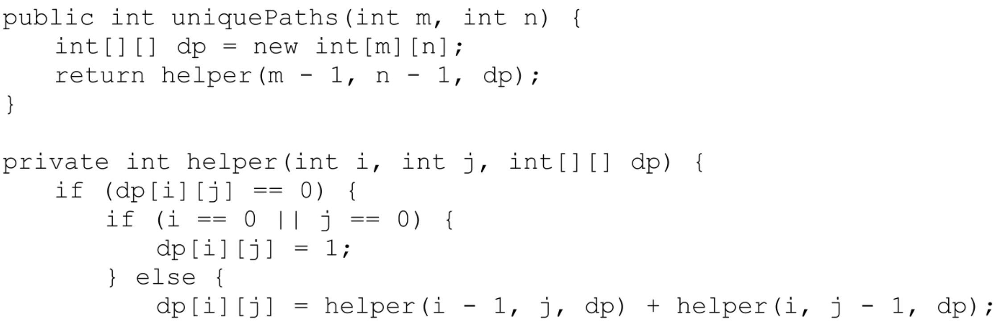 public int uniquePaths(int m, int n) {
    int[][] dp = new int[m][n];
    return helper(m - 1, n - 1, dp);
}

private int helper(int i, int j, int[][] dp) {
    if (dp[i][j] == 0) {
        if (i == 0 || j == 0) {
            dp[i][j] = 1;
        } else {
            dp[i][j] = helper(i - 1, j, dp) + helper(i, j - 1, dp);